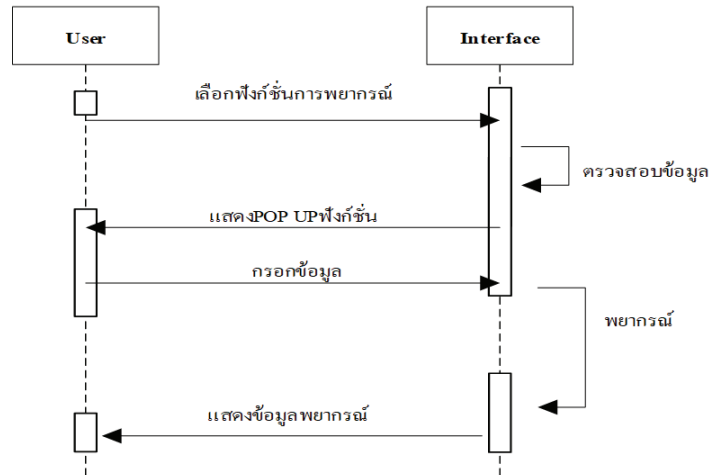 User
Interface
เลือกฟังก์ชั่นการพยากรณ์
ตรวจสอบข้อมูล
แสดงPOP UPฟังก์ชั่น
กรอกข้อมูล
พยากรณ์
แสดงข้อมูลพยากรณ์